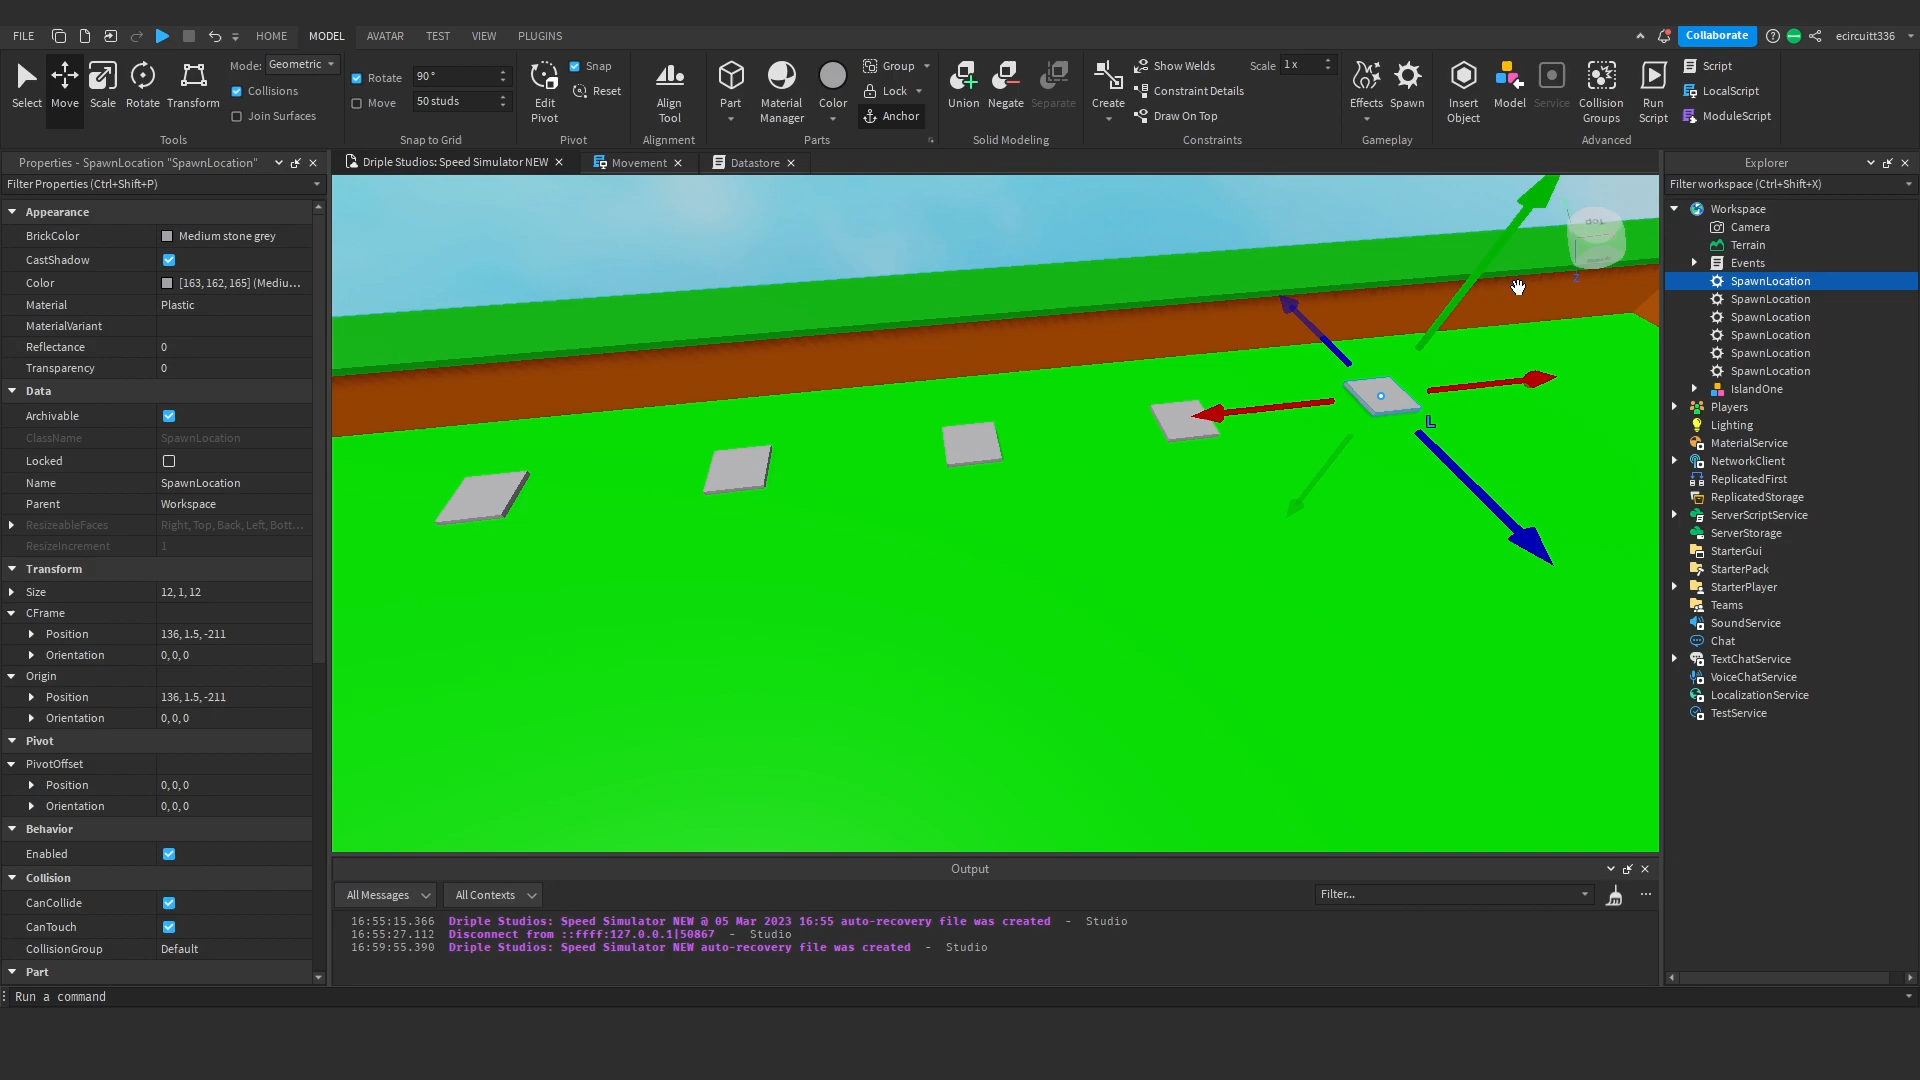 FILE HOME MODEL AVATAR TEST VIEW PLUGINS Collaborate ecircuitt336
Select Move Scale Rotate Transform
Mode: Geometric
Collisions
Join Surfaces
Tools
Rotate 90°
Move 50 studs
Snap to Grid
Edit Pivot
Snap
Reset
Pivot
Align Tool
Alignment
Part Material Manager Color
Group
Lock
Anchor
Parts
Union Negate Separate
Solid Modeling
Create
Show Welds
Constraint Details
Draw On Top
Scale 1 x
Constraints
Effects Spawn
Gameplay
Insert Object Model Service Collision Groups Run Script
Script
LocalScript
ModuleScript
Advanced
Properties - SpawnLocation "SpawnLocation"
Filter Properties (Ctrl+Shift+P)
Appearance
BrickColor Medium stone grey
CastShadow
Color [163, 162, 165] (Mediu...
Material Plastic
MaterialVariant
Reflectance 0
Transparency 0
Data
Archivable
ClassName SpawnLocation
Locked
Name SpawnLocation
Parent Workspace
ResizeableFaces Right, Top, Back, Left, Bott...
ResizeIncrement 1
Transform
Size 12, 1, 12
CFrame
Position 136, 1.5, -211
Orientation 0, 0, 0
Origin
Position 136, 1.5, -211
Orientation 0, 0, 0
Pivot
PivotOffset
Position 0, 0, 0
Orientation 0, 0, 0
Behavior
Enabled
Collision
CanCollide
CanTouch
CollisionGroup Default
Part
Driple Studios: Speed Simulator NEW Movement Datastore
Top
Z
L
Output
All Messages All Contexts Filter...
16:55:15.366 Driple Studios: Speed Simulator NEW @ 05 Mar 2023 16:55 auto-recovery file was created - Studio
16:55:27.112 Disconnect from ::ffff:127.0.0.1|50867 - Studio
16:59:55.390 Driple Studios: Speed Simulator NEW auto-recovery file was created - Studio
Explorer
Filter workspace (Ctrl+Shift+X)
Workspace
Camera
Terrain
Events
SpawnLocation
SpawnLocation
SpawnLocation
SpawnLocation
SpawnLocation
SpawnLocation
IslandOne
Players
Lighting
MaterialService
NetworkClient
ReplicatedFirst
ReplicatedStorage
ServerScriptService
ServerStorage
StarterGui
StarterPack
StarterPlayer
Teams
SoundService
Chat
TextChatService
VoiceChatService
LocalizationService
TestService
Run a command